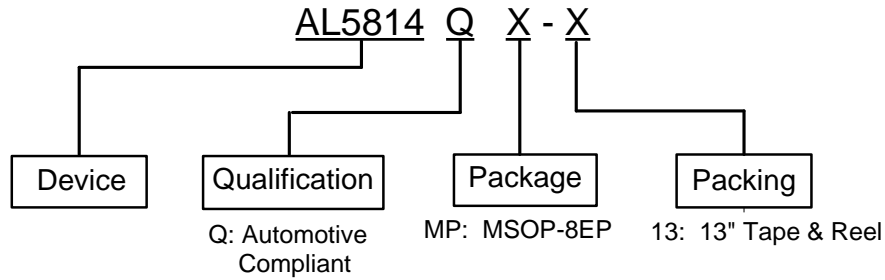 AL5814 Q X - X
Device
Qualification
Package
Packing
Q: Automotive
Compliant
MP: MSOP-8EP
13: 13" Tape & Reel